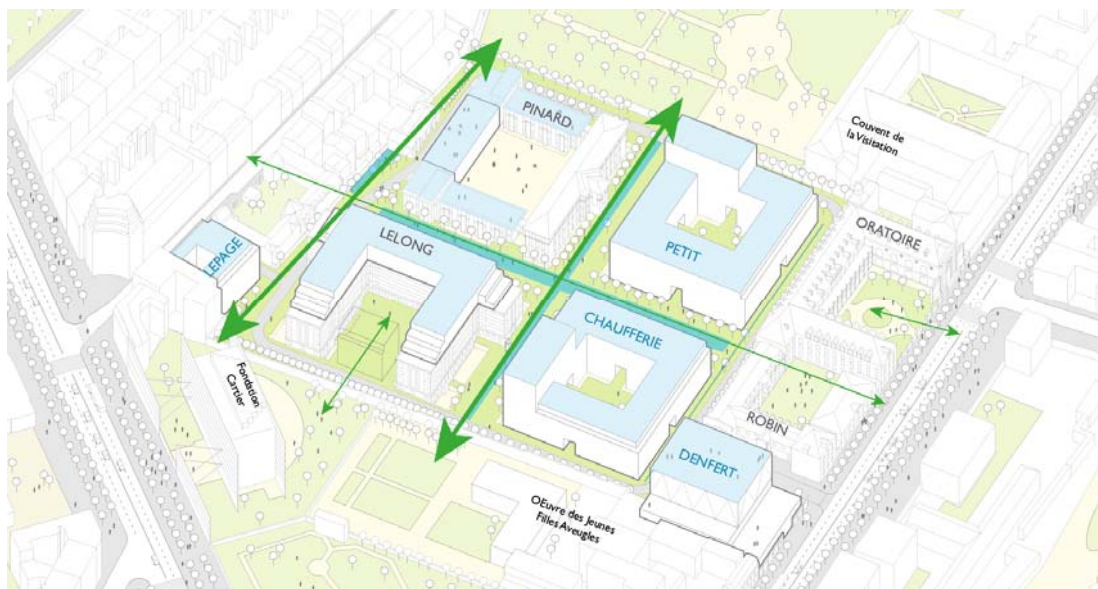 PINARD
Couvent de
la Visitation
ORATOIRE
LELONG
LEPAGE
PETIT
CHAUFFERIE
Fondation
Cartier
ROBIN
DENFERT
OEuvre des Jeunes
Filles Aveugles